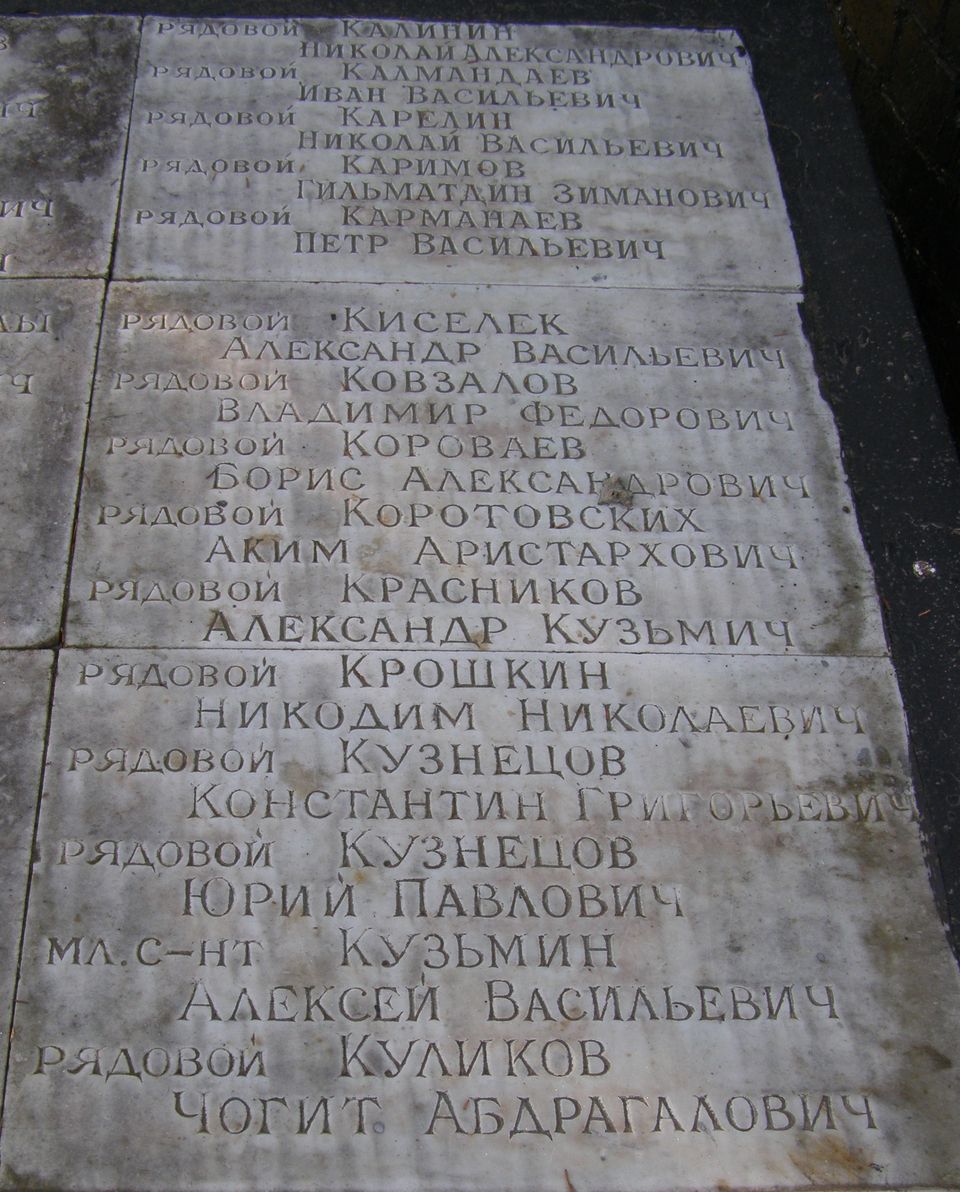 рядовой Калинин
Николай Александрович
рядовой Калмандаев
Иван Васильевич
рядовой Карелин
Николай Васильевич
рядовой Каримов
Гильматдин Зиманович
рядовой Карманаев
Петр Васильевич
рядовой Киселек
Александр Васильевич
рядовой Ковзалов
Владимир Федорович
рядовой Короваев
Борис Александрович
рядовой Коротовских
Аким Аристархович
рядовой Красников
Александр Кузьмич
рядовой Крошкин
Никодим Николаевич
рядовой Кузнецов
Константин Григорьевич
рядовой Кузнецов
Юрий Павлович
мл. с-нт Кузьмин
Алексей Васильевич
рядовой Куликов
Чогит Абдрагалович